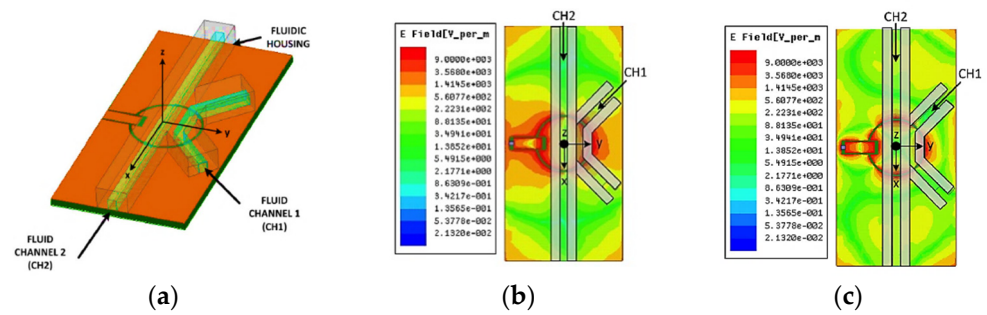 FLUIDIC
HOUSING
z
y
x
FLUID
CHANNEL 1
(CH1)
FLUID
CHANNEL 2
(CH2)
(a)
CH2
E Field[V_per_m
9.0000e+003
3.5680e+003
1.4145e+003
5.6077e+002
2.2231e+002
8.8135e+001
3.4941e+001
1.3852e+001
5.4915e+000
2.1771e+000
8.6309e-001
3.4217e-001
1.3565e-001
5.3778e-002
2.1320e-002
CH1
z
y
x
(b)
CH2
E Field[V_per_m
9.0000e+003
3.5680e+003
1.4145e+003
5.6077e+002
2.2231e+002
8.8135e+001
3.4941e+001
1.3852e+001
5.4915e+000
2.1771e+000
8.6309e-001
3.4217e-001
1.3565e-001
5.3778e-002
2.1320e-002
CH1
z
y
x
(c)